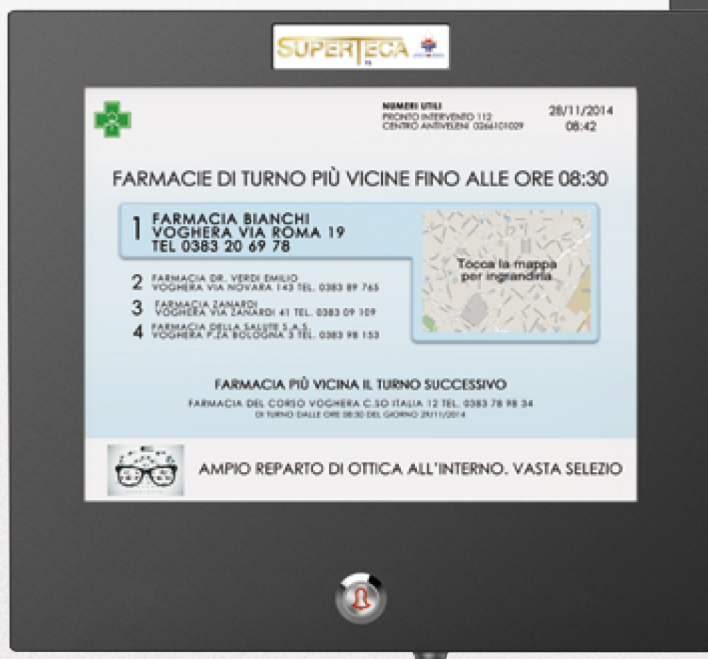 SUPERTECA
NUMERI UTILI
PRONTO INTERVENTO 112
CENTRO ANTIVELENI 0266101029
28/11/2014
08:42
FARMACIE DI TURNO PIÙ VICINE FINO ALLE ORE 08:30
1 FARMACIA BIANCHI
VOGHERA VIA ROMA 19
TEL 0383 20 69 78
Tocca la mappa
per ingrandirla
2 FARMACIA DR. VERDI EMILIO
VOGHERA VIA NOVARA 143 TEL. 0383 89 765
3 FARMACIA ZANARDI
VOGHERA VIA ZANARDI 41 TEL. 0383 09 109
4 FARMACIA DELLA SALUTE S.A.S.
VOGHERA P.ZA BOLOGNA 3 TEL. 0383 98 153
FARMACIA PIÙ VICINA IL TURNO SUCCESSIVO
FARMACIA DEL CORSO VOGHERA C.SO ITALIA 12 TEL. 0383 78 98 34
DI TURNO DALLE ORE 08:30 DEL GIORNO 29/11/2014
AMPIO REPARTO DI OTTICA ALL'INTERNO. VASTA SELEZIO